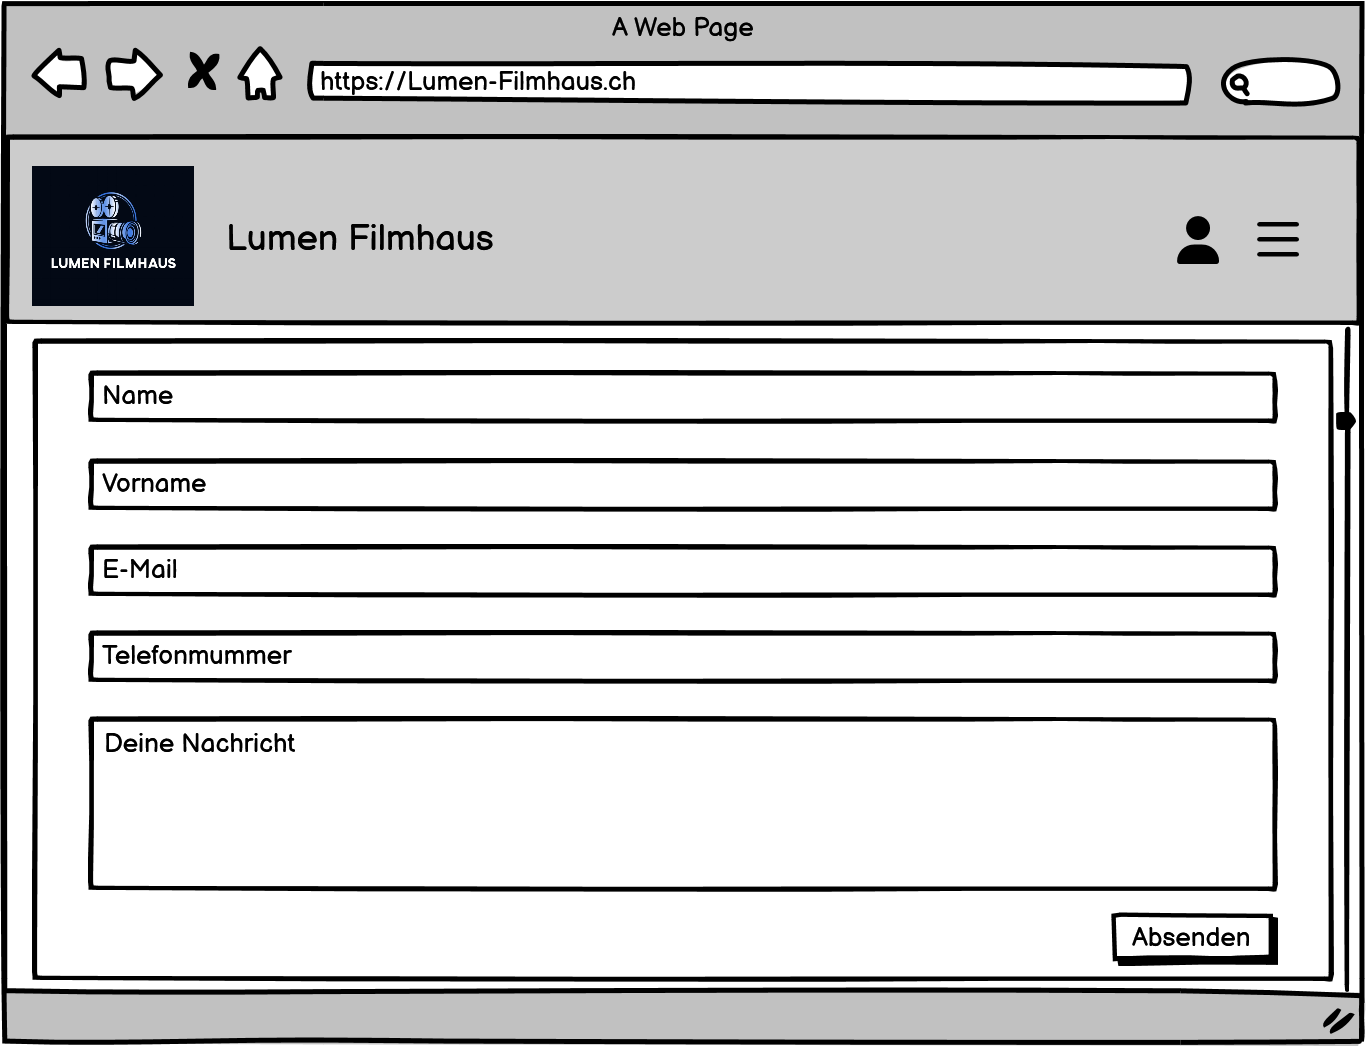 A Web Page
https://Lumen-Filmhaus.ch
LUMEN FILMHAUS
Lumen Filmhaus
Name
Vorname
E-Mail
Telefonmummer
Deine Nachricht
Absenden